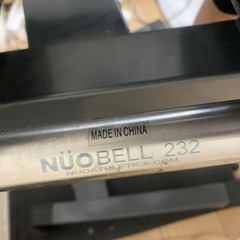 MADE IN CHINA
NÜOBELL 232
NUOATHLETICS.COM